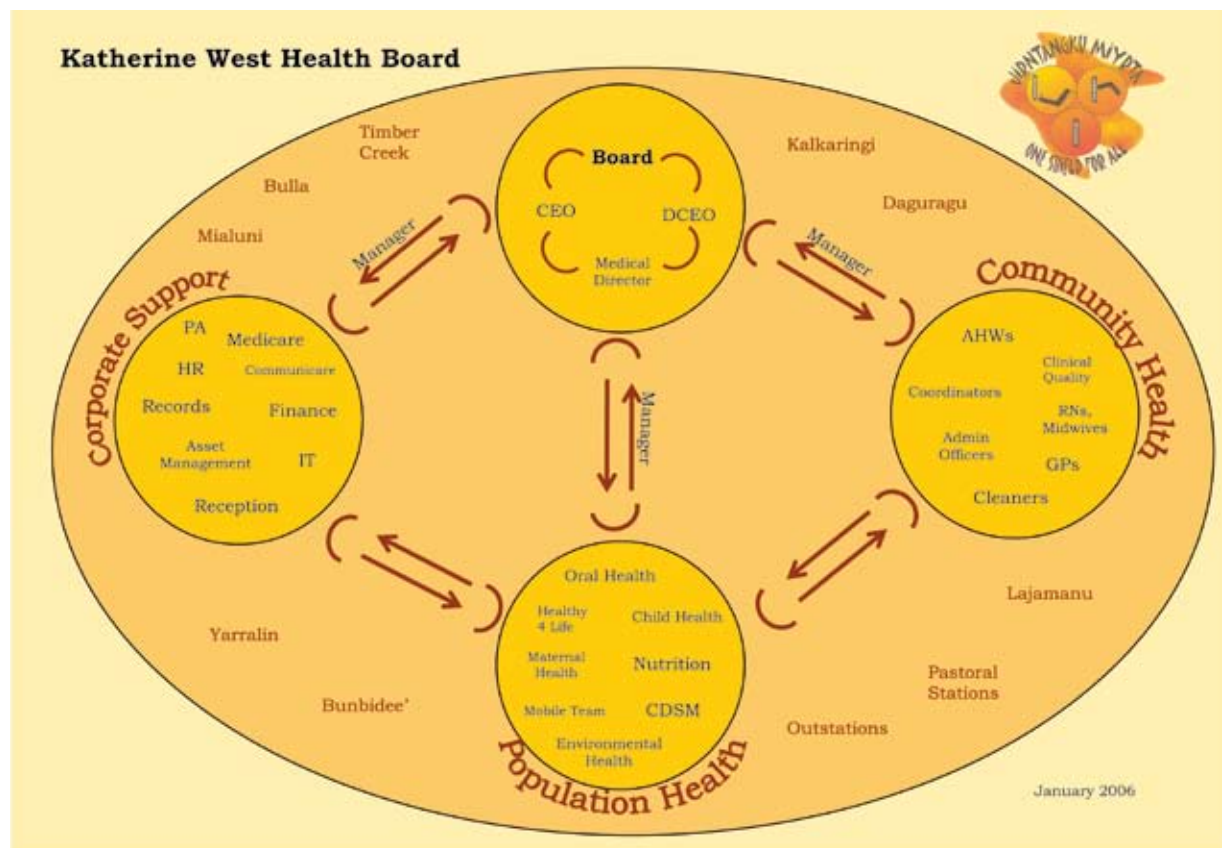 Katherine West Health Board
WIRNTANGKU MIYRTA
ONE SHIELD FOR ALL
Timber
Creek
Bulla
Mialuni
Kalkaringi
Daguragu
Board
CEO
DCEO
Medical
Director
Manager
Manager
Manager
Corporate Support
PA
Medicare
HR
Communicare
Records
Finance
Asset
Management
IT
Reception
Community Health
AHWs
Clinical
Quality
Coordinators
RNs,
Midwives
Admin
Officers
GPs
Cleaners
Oral Health
Healthy
4 Life
Child Health
Maternal
Health
Nutrition
Mobile Team
CDSM
Environmental
Health
Population Health
Yarralin
Bunbidee'
Lajamanu
Pastoral
Stations
Outstations
January 2006